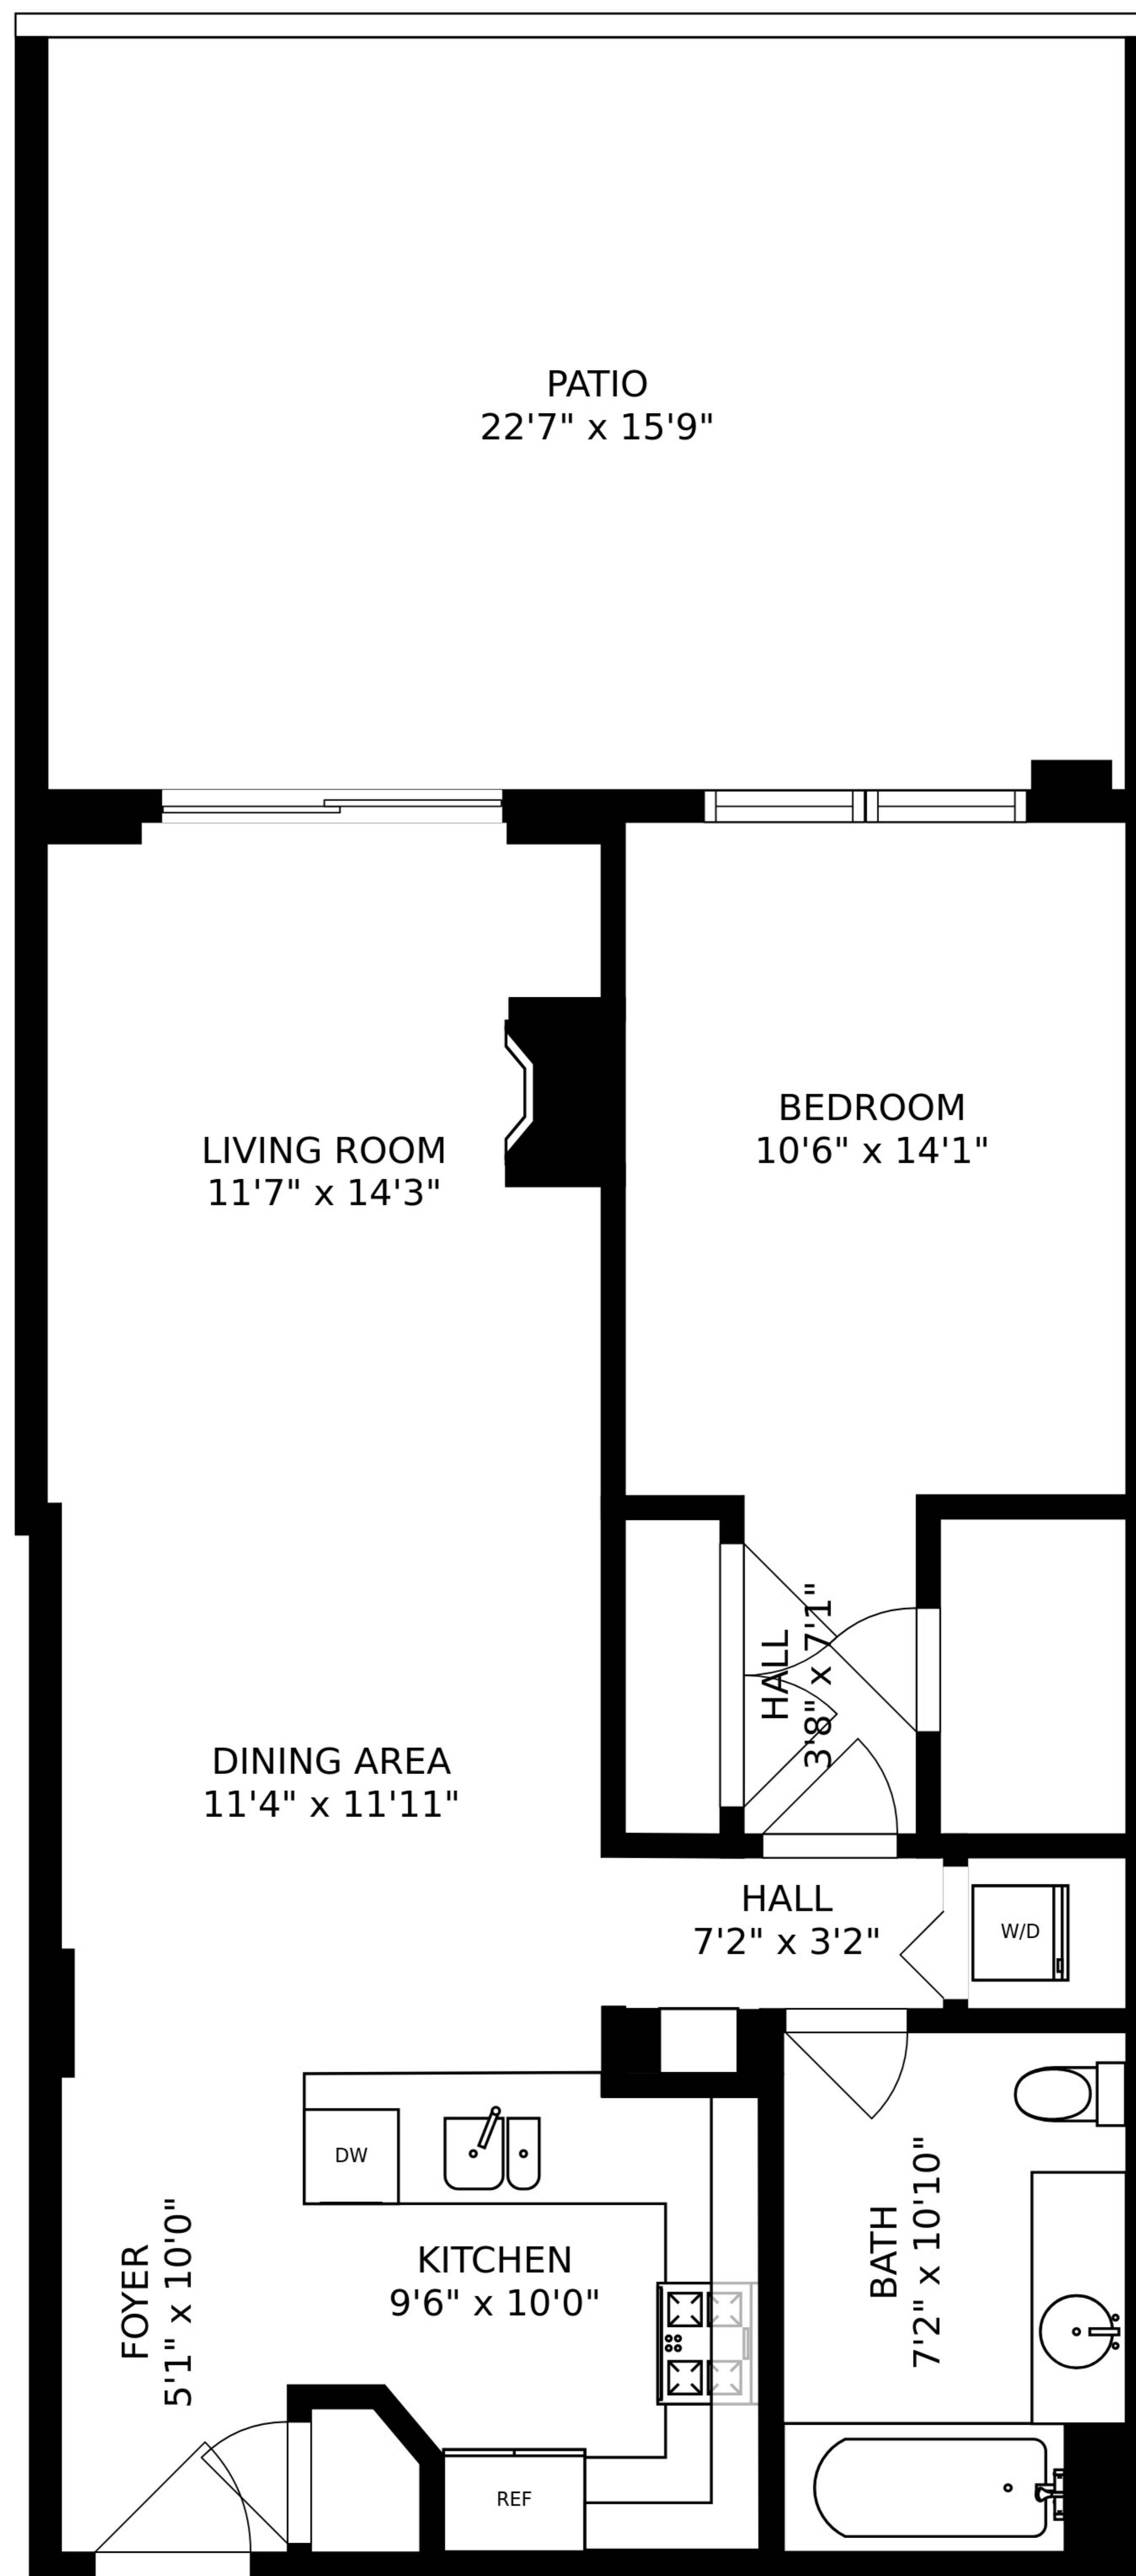 PATIO
22'7" x 15'9"
BEDROOM
10'6" x 14'1"
LIVING ROOM
11'7" x 14'3"
HALL
3'8" x 7'1"
DINING AREA
11'4" x 11'11"
HALL
7'2" x 3'2"
W/D
DW
KITCHEN
9'6" x 10'0"
BATH
7'2" x 10'10"
FOYER
5'1" x 10'0"
REF